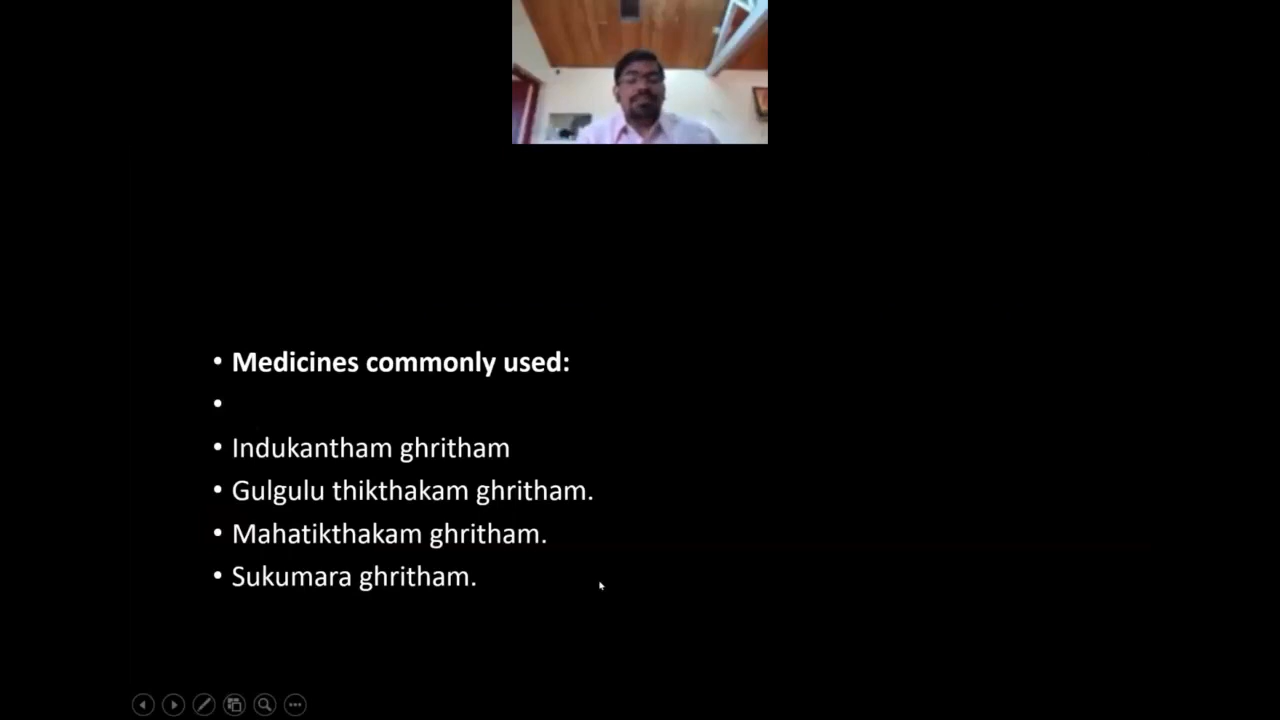 • Medicines commonly used:
•
• Indukantham ghritham
• Gulgulu thikthakam ghritham.
• Mahatikthakam ghritham.
• Sukumara ghritham.